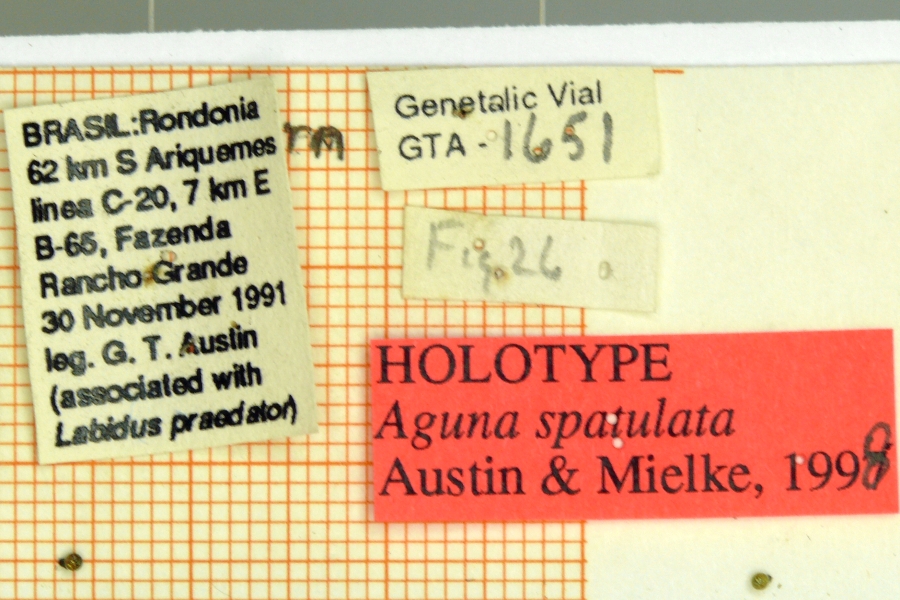 BRASIL:Rondonia
62 km S Ariquemes
linea C-20, 7 km E
B-65, Fazenda
Rancho Grande
30 November 1991
leg. G. T. Austin
(associated with
Labidus praedator)
Genetalic Vial
GTA - 1651
Fig. 26
HOLOTYPE
Aguna spatulata
Austin & Mielke, 1998